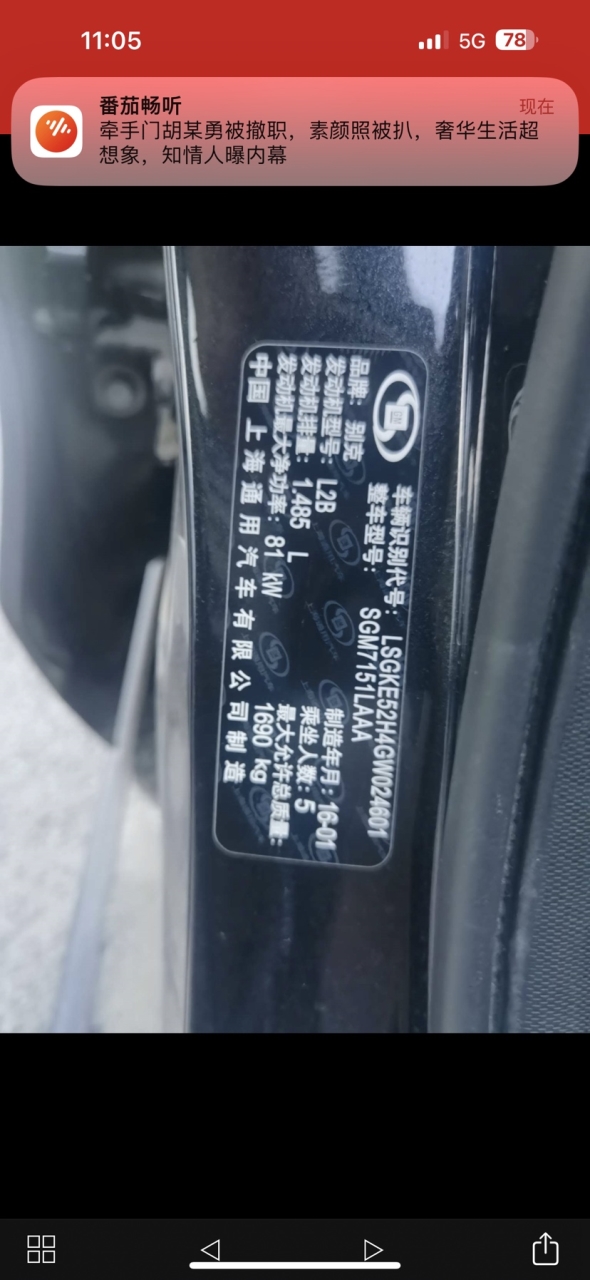 11:05
5G
78
番茄畅听
现在
牵手门胡某勇被撤职，素颜照被扒，奢华生活超
想象，知情人曝内幕
车辆识别代号：LSGKE52H4GW024601
整车型号：SGM7151LAAA
品牌：别克
制造年月：16-01
发动机型号：L2B
乘坐人数：5
发动机排量：1.485 L
最大允许总质量：
发动机最大净功率：81 kW
1690 kg
中国 上海通用汽车有限公司制造